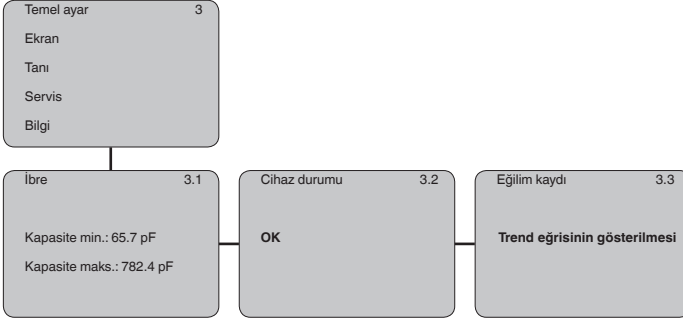 Temel ayar 3
Ekran
Tanı
Servis
Bilgi
İbre 3.1
Kapasite min.: 65.7 pF
Kapasite maks.: 782.4 pF
Cihaz durumu 3.2
OK
Eğilim kaydı 3.3
Trend eğrisinin gösterilmesi